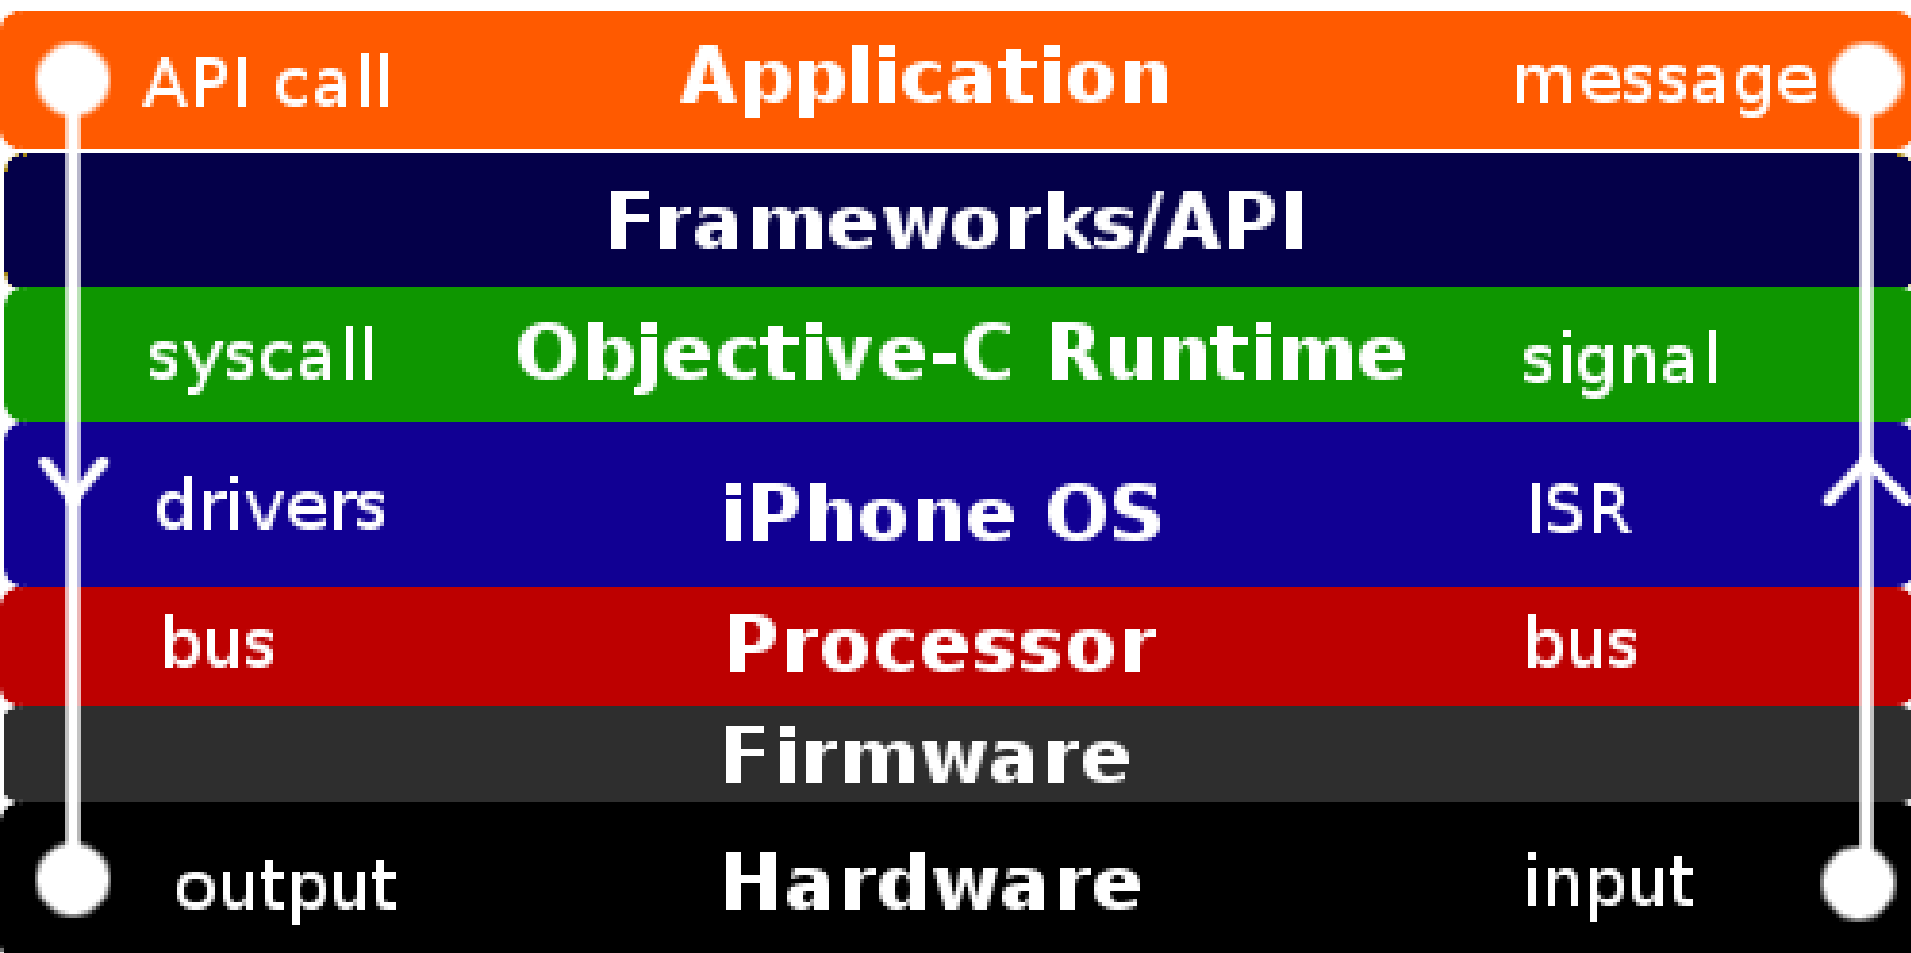 API call Application message
Frameworks/API
syscall Objective-C Runtime signal
drivers iPhone OS ISR
bus Processor bus
Firmware
output Hardware input